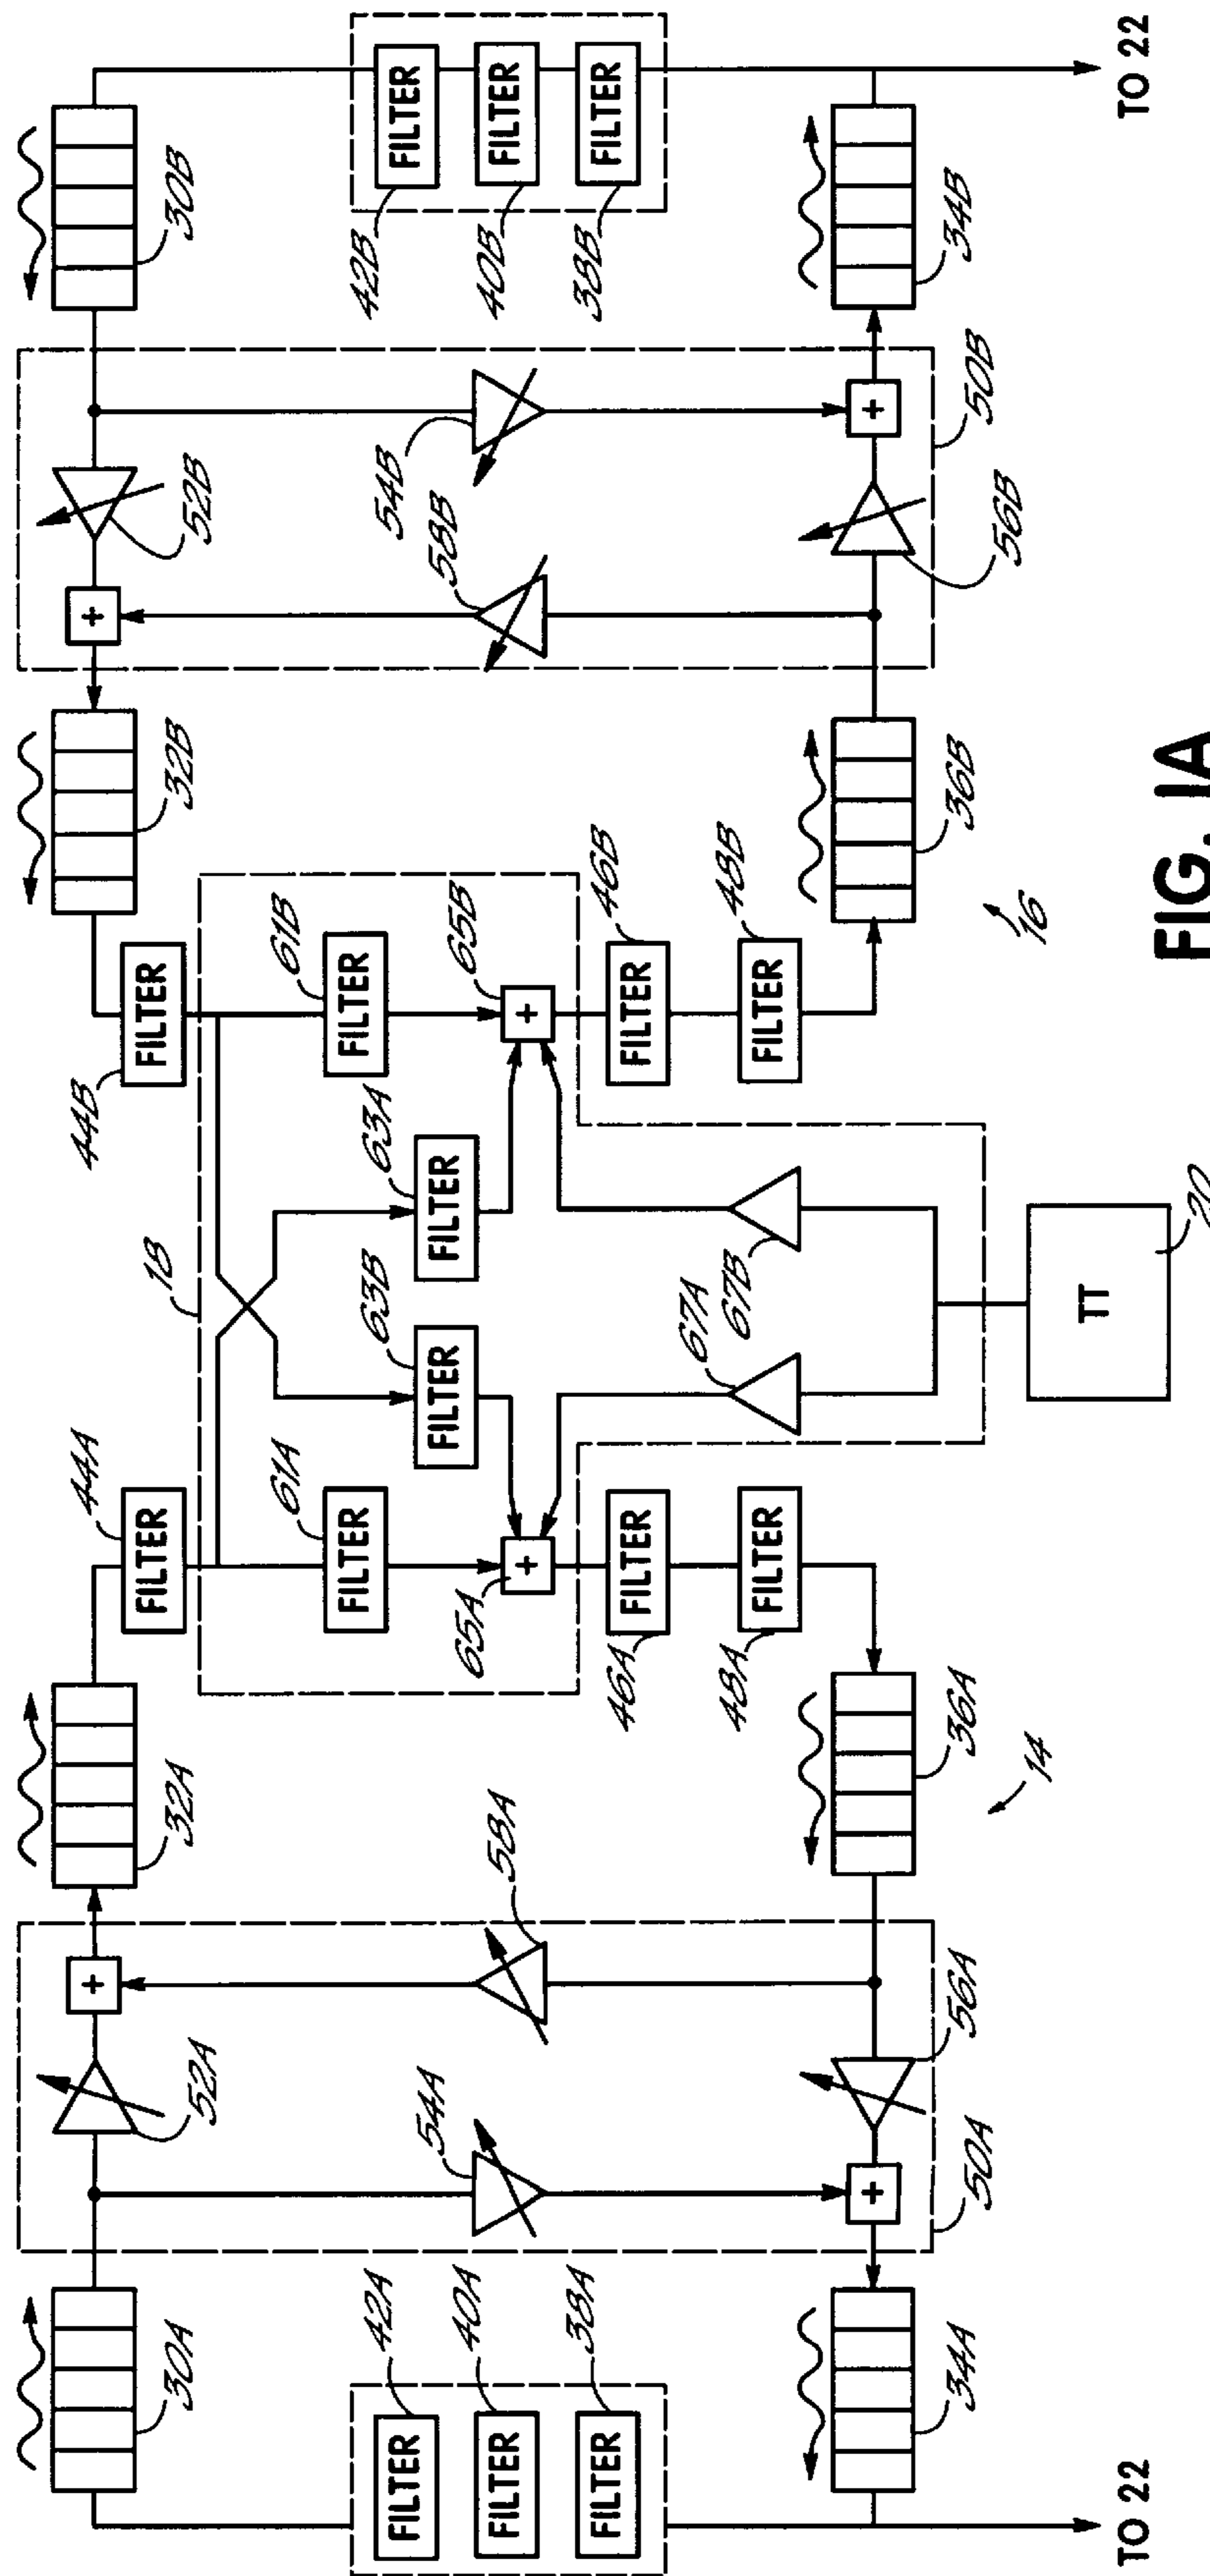 30B
42B
FILTER
40B
FILTER
38B
FILTER
34B
TO 22
52B
54B
58B
+
+
56B
50B
32B
44B
FILTER
61B
FILTER
65B
+
46B
FILTER
48B
FILTER
36B
16
18
63A
FILTER
63B
FILTER
67B
67A
TT
20
44A
FILTER
61A
FILTER
65A
+
46A
FILTER
48A
FILTER
32A
36A
14
52A
+
58A
54A
56A
+
50A
30A
42A
FILTER
40A
FILTER
38A
FILTER
34A
TO 22
FIG. 1A